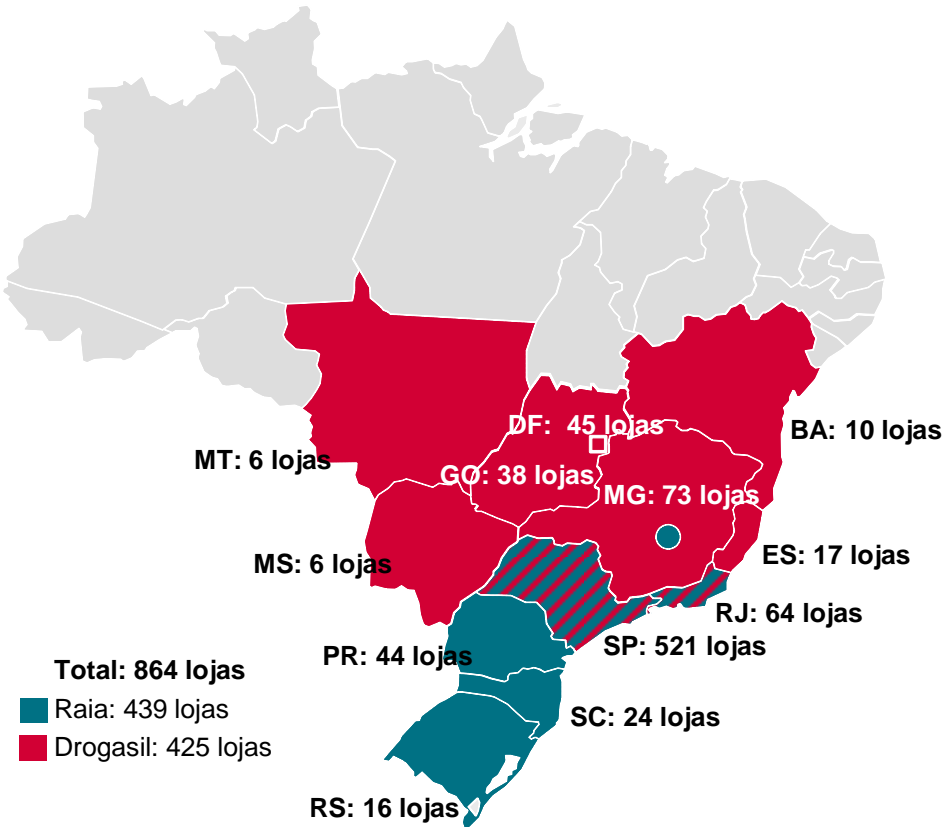 DF: 45 lojas
BA: 10 lojas
MT: 6 lojas
GO: 38 lojas
MG: 73 lojas
MS: 6 lojas
ES: 17 lojas
RJ: 64 lojas
PR: 44 lojas
SP: 521 lojas
Total: 864 lojas
Raia: 439 lojas
SC: 24 lojas
Drogasil: 425 lojas
RS: 16 lojas